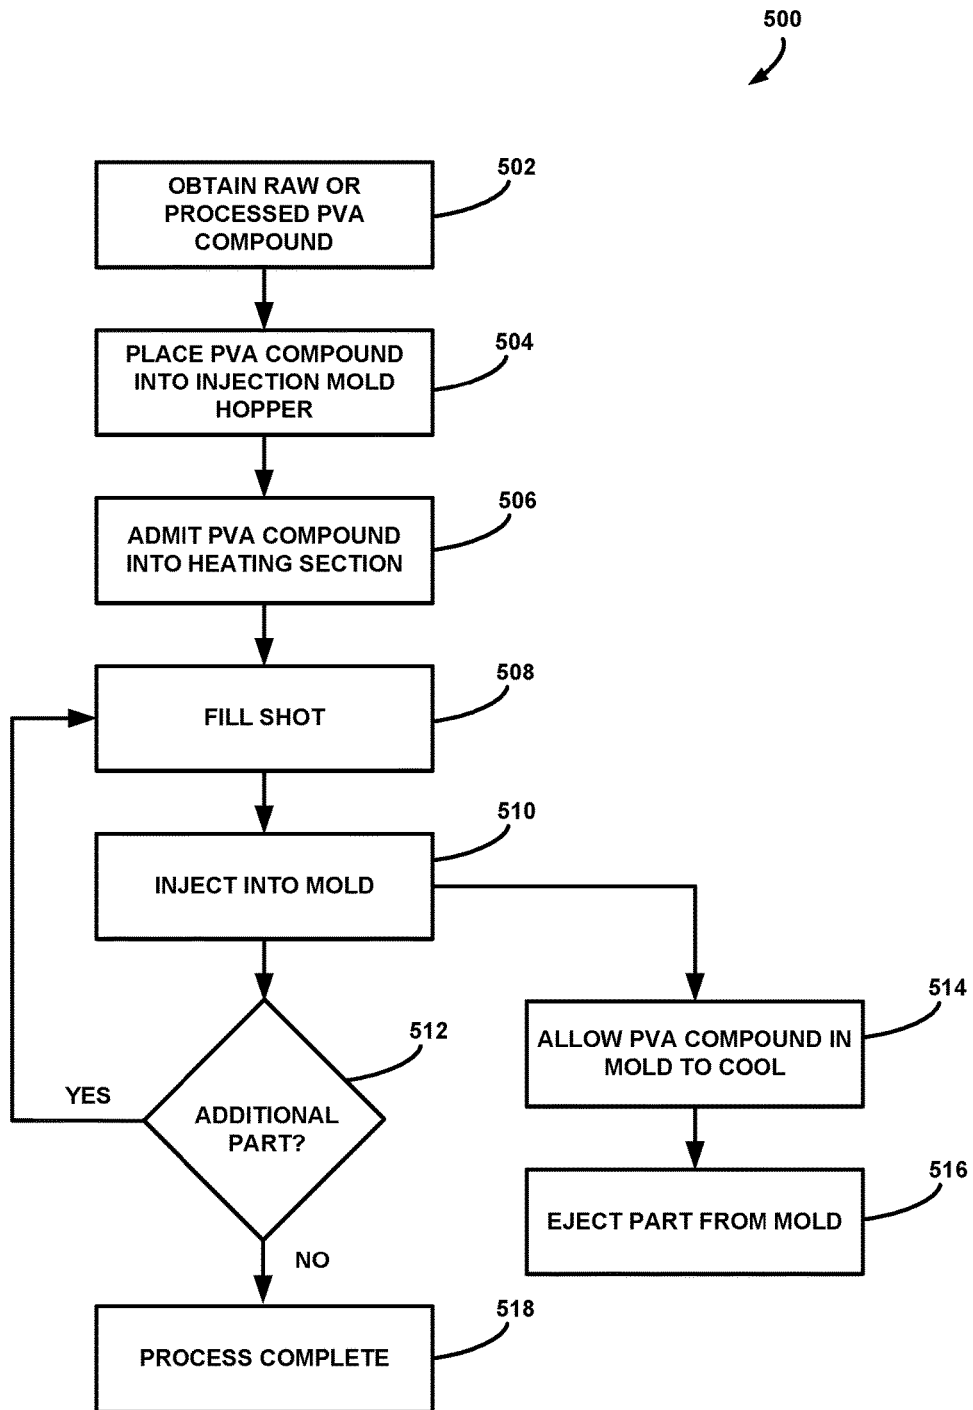 500
502
OBTAIN RAW OR
PROCESSED PVA
COMPOUND
504
PLACE PVA COMPOUND
INTO INJECTION MOLD
HOPPER
506
ADMIT PVA COMPOUND
INTO HEATING SECTION
508
FILL SHOT
510
INJECT INTO MOLD
512
YES
ADDITIONAL
PART?
NO
514
ALLOW PVA COMPOUND IN
MOLD TO COOL
516
EJECT PART FROM MOLD
518
PROCESS COMPLETE